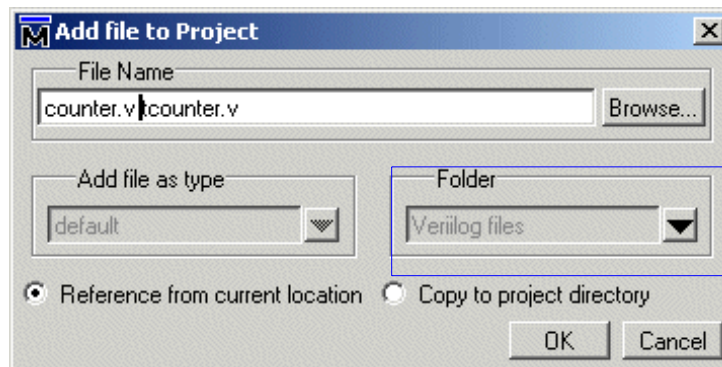 Add file to Project
File Name
counter.v tcounter.v
Browse...
Add file as type
Folder
default
Veriilog files
Reference from current location
Copy to project directory
OK
Cancel